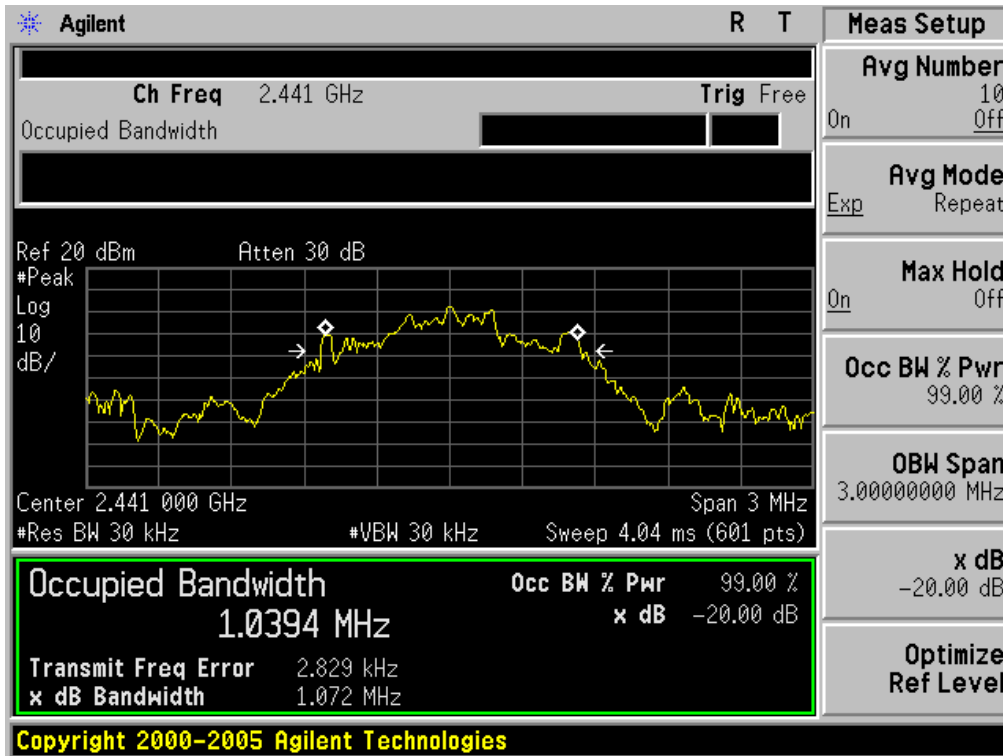 Agilent R T
Ch Freq 2.441 GHz Trig Free
Occupied Bandwidth
Ref 20 dBm Atten 30 dB
#Peak
Log
10
dB/
Center 2.441 000 GHz Span 3 MHz
#Res BW 30 kHz #VBW 30 kHz Sweep 4.04 ms (601 pts)
Occupied Bandwidth Occ BW % Pwr 99.00 %
1.0394 MHz x dB -20.00 dB
Transmit Freq Error 2.829 kHz
x dB Bandwidth 1.072 MHz
Copyright 2000-2005 Agilent Technologies
Meas Setup
Avg Number
10
On Off
Avg Mode
Exp Repeat
Max Hold
On Off
Occ BW % Pwr
99.00 %
OBW Span
3.00000000 MHz
x dB
-20.00 dB
Optimize
Ref Level